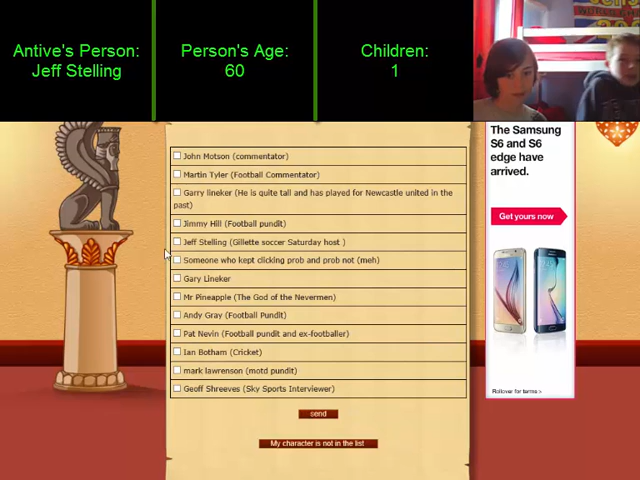 Antive's Person:
Jeff Stelling
Person's Age:
60
Children:
1
John Motson (commentator)
Martin Tyler (Football Commentator)
Garry lineker (He is quite tall and has played for Newcastle united in the
past)
Jimmy Hill (Football pundit)
Jeff Stelling (Gillette soccer Saturday host )
Someone who kept clicking prob and prob not (meh)
Gary Lineker
Mr Pineapple (The God of the Nevermen)
Andy Gray (Football Pundit)
Pat Nevin (Football pundit and ex-footballer)
Ian Botham (Cricket)
mark lawrenson (motd pundit)
Geoff Shreeves (Sky Sports Interviewer)
send
My character is not in the list
The Samsung
S6 and S6
edge have
arrived.
Get yours now
Rollover for terms >